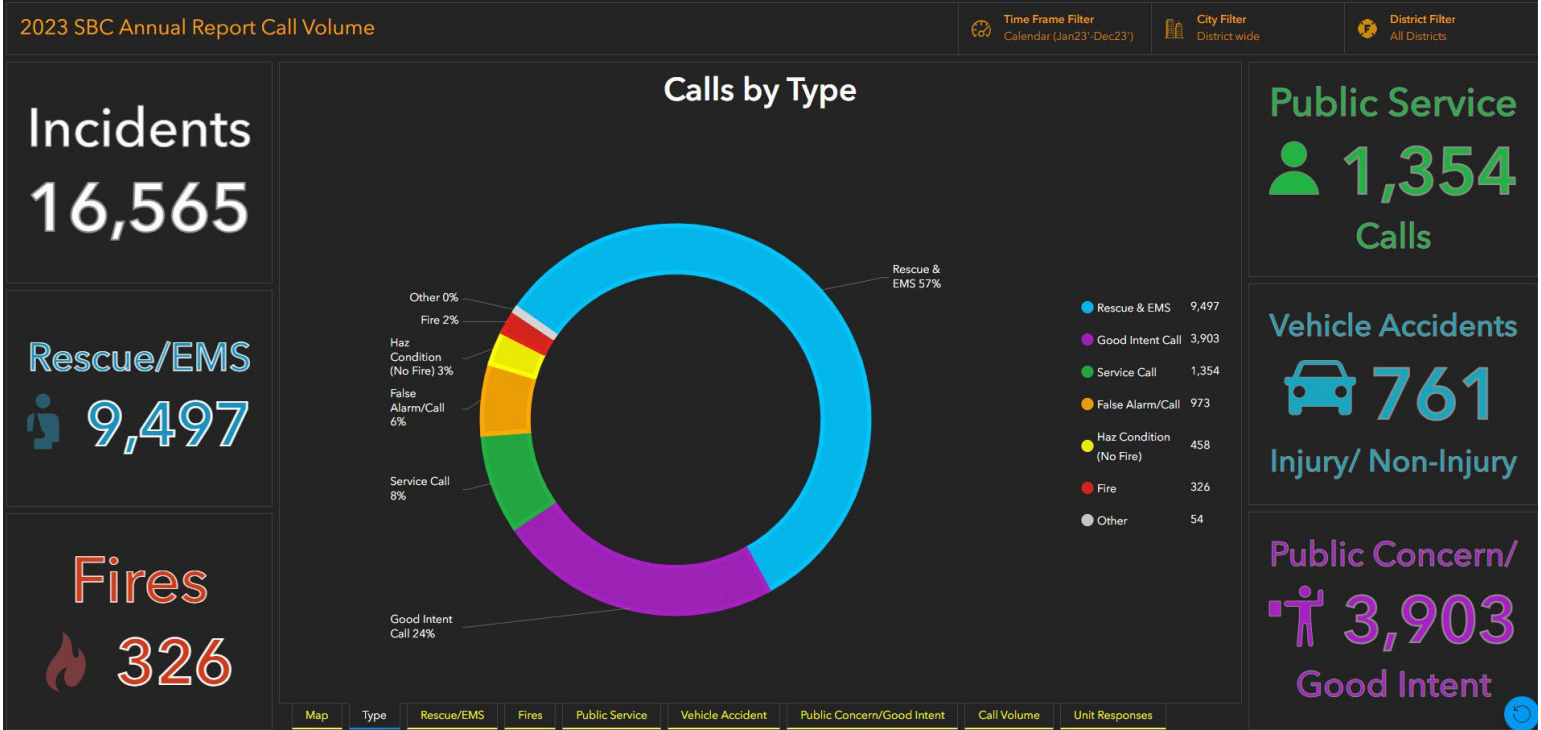 2023 SBC Annual Report Call Volume
Time Frame Filter
Calendar (Jan23'-Dec23')
City Filter
District wide
District Filter
All Districts
Incidents
16,565
Rescue/EMS
9,497
Fires
326
Calls by Type
Rescue &
EMS 57%
Other 0%
Fire 2%
Haz
Condition
(No Fire) 3%
False
Alarm/Call
6%
Service Call
8%
Good Intent
Call 24%
Rescue & EMS 9,497
Good Intent Call 3,903
Service Call 1,354
False Alarm/Call 973
Haz Condition
(No Fire) 458
Fire 326
Other 54
Public Service
1,354
Calls
Vehicle Accidents
761
Injury/ Non-Injury
Public Concern/
3,903
Good Intent
Map Type Rescue/EMS Fires Public Service Vehicle Accident Public Concern/Good Intent Call Volume Unit Responses